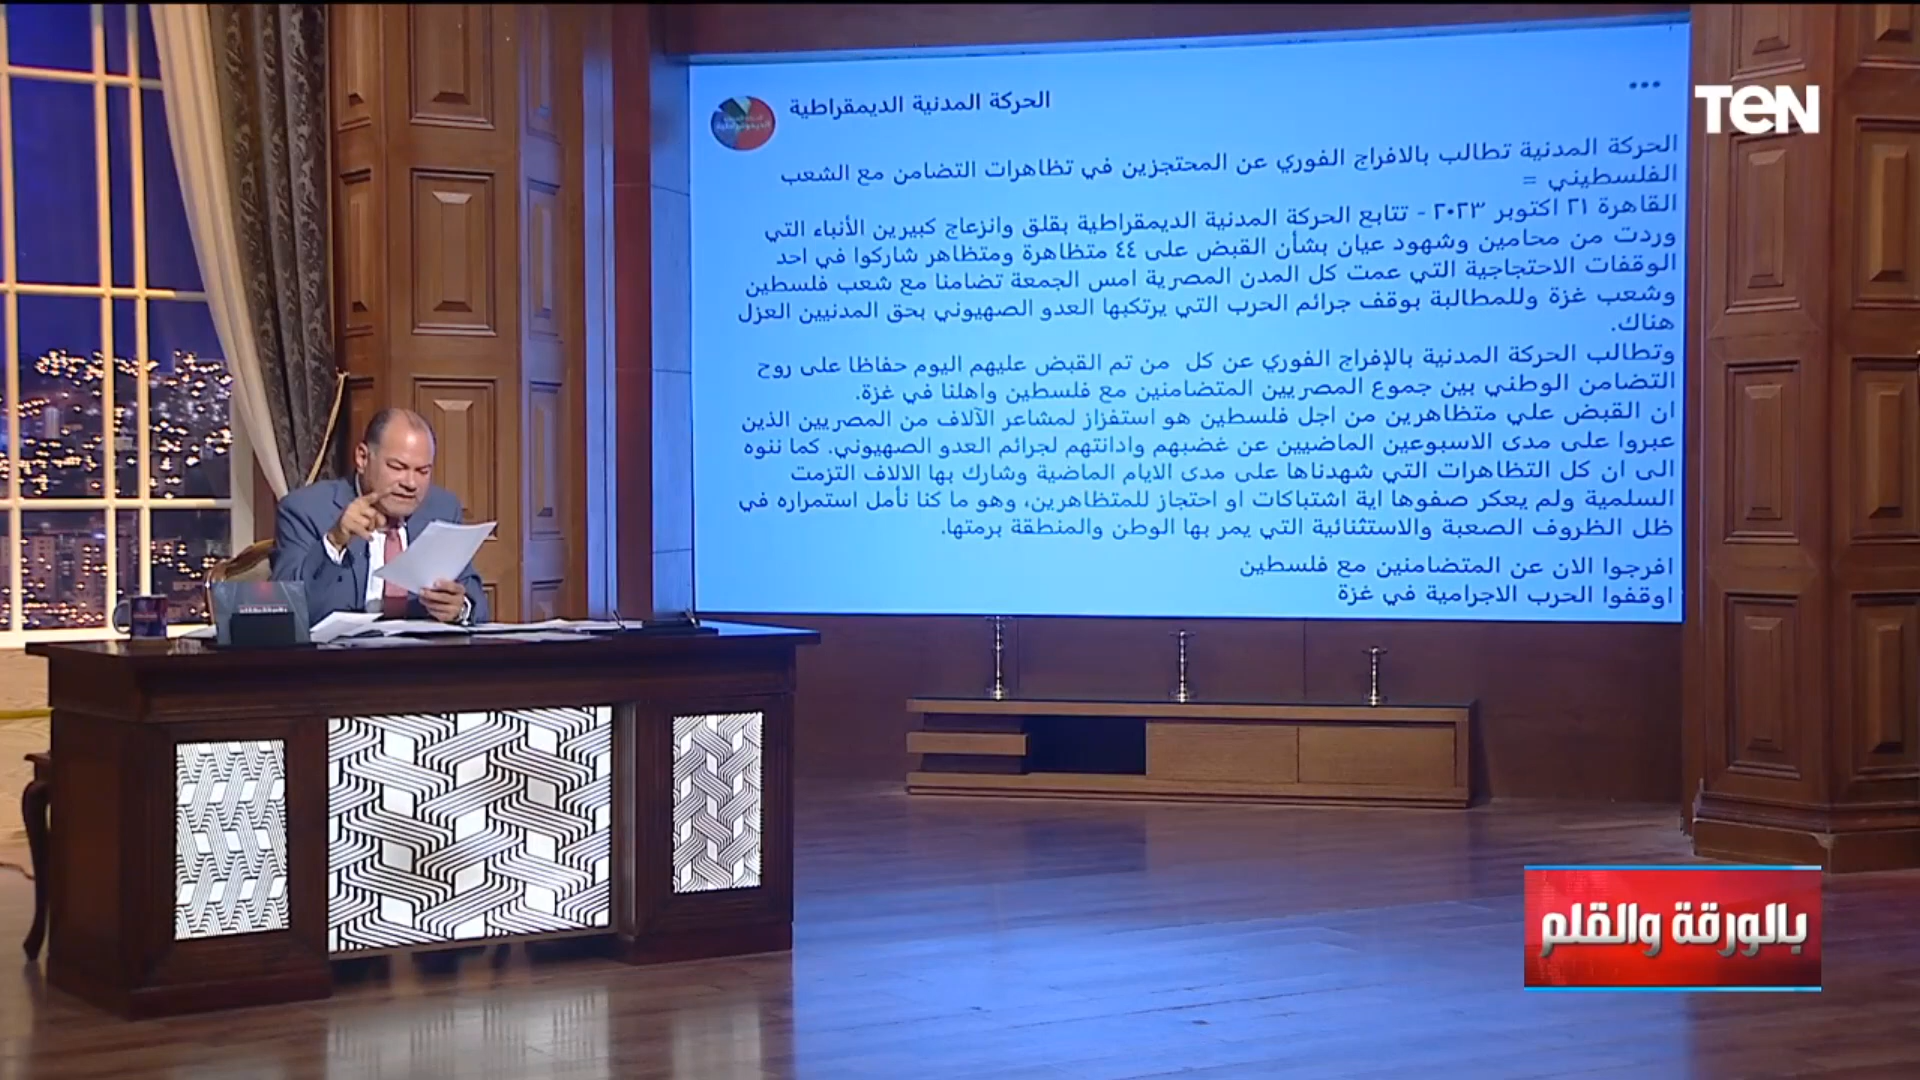 TEN
الحركة المدنية الديمقراطية
الحركة المدنية تطالب بالافراج الفوري عن المحتجزين في تظاهرات التضامن مع الشعب
الفلسطيني =
القاهرة ٢١ اكتوبر ٢٠٢٣ - تتابع الحركة المدنية الديمقراطية بقلق وانزعاج كبيرين الأنباء التي
وردت من محامين وشهود عيان بشأن القبض على ٤٤ متظاهرة ومتظاهر شاركوا في احد
الوقفات الاحتجاجية التي عمت كل المدن المصرية امس الجمعة تضامنا مع شعب فلسطين
وشعب غزة وللمطالبة بوقف جرائم الحرب التي يرتكبها العدو الصهيوني بحق المدنيين العزل
هناك.
وتطالب الحركة المدنية بالإفراج الفوري عن كل من تم القبض عليهم اليوم حفاظا على روح
التضامن الوطني بين جموع المصريين المتضامنين مع فلسطين واهلنا في غزة.
ان القبض علي متظاهرين من اجل فلسطين هو استفزاز لمشاعر الآلاف من المصريين الذين
عبروا على مدى الاسبوعين الماضيين عن غضبهم وادانتهم لجرائم العدو الصهيوني. كما ننوه
الى ان كل التظاهرات التي شهدناها على مدى الايام الماضية وشارك بها الالاف التزمت
السلمية ولم يعكر صفوها اية اشتباكات او احتجاز للمتظاهرين، وهو ما كنا نأمل استمراره في
ظل الظروف الصعبة والاستثنائية التي يمر بها الوطن والمنطقة برمتها.
افرجوا الان عن المتضامنين مع فلسطين
اوقفوا الحرب الاجرامية في غزة
بالورقة والقلم